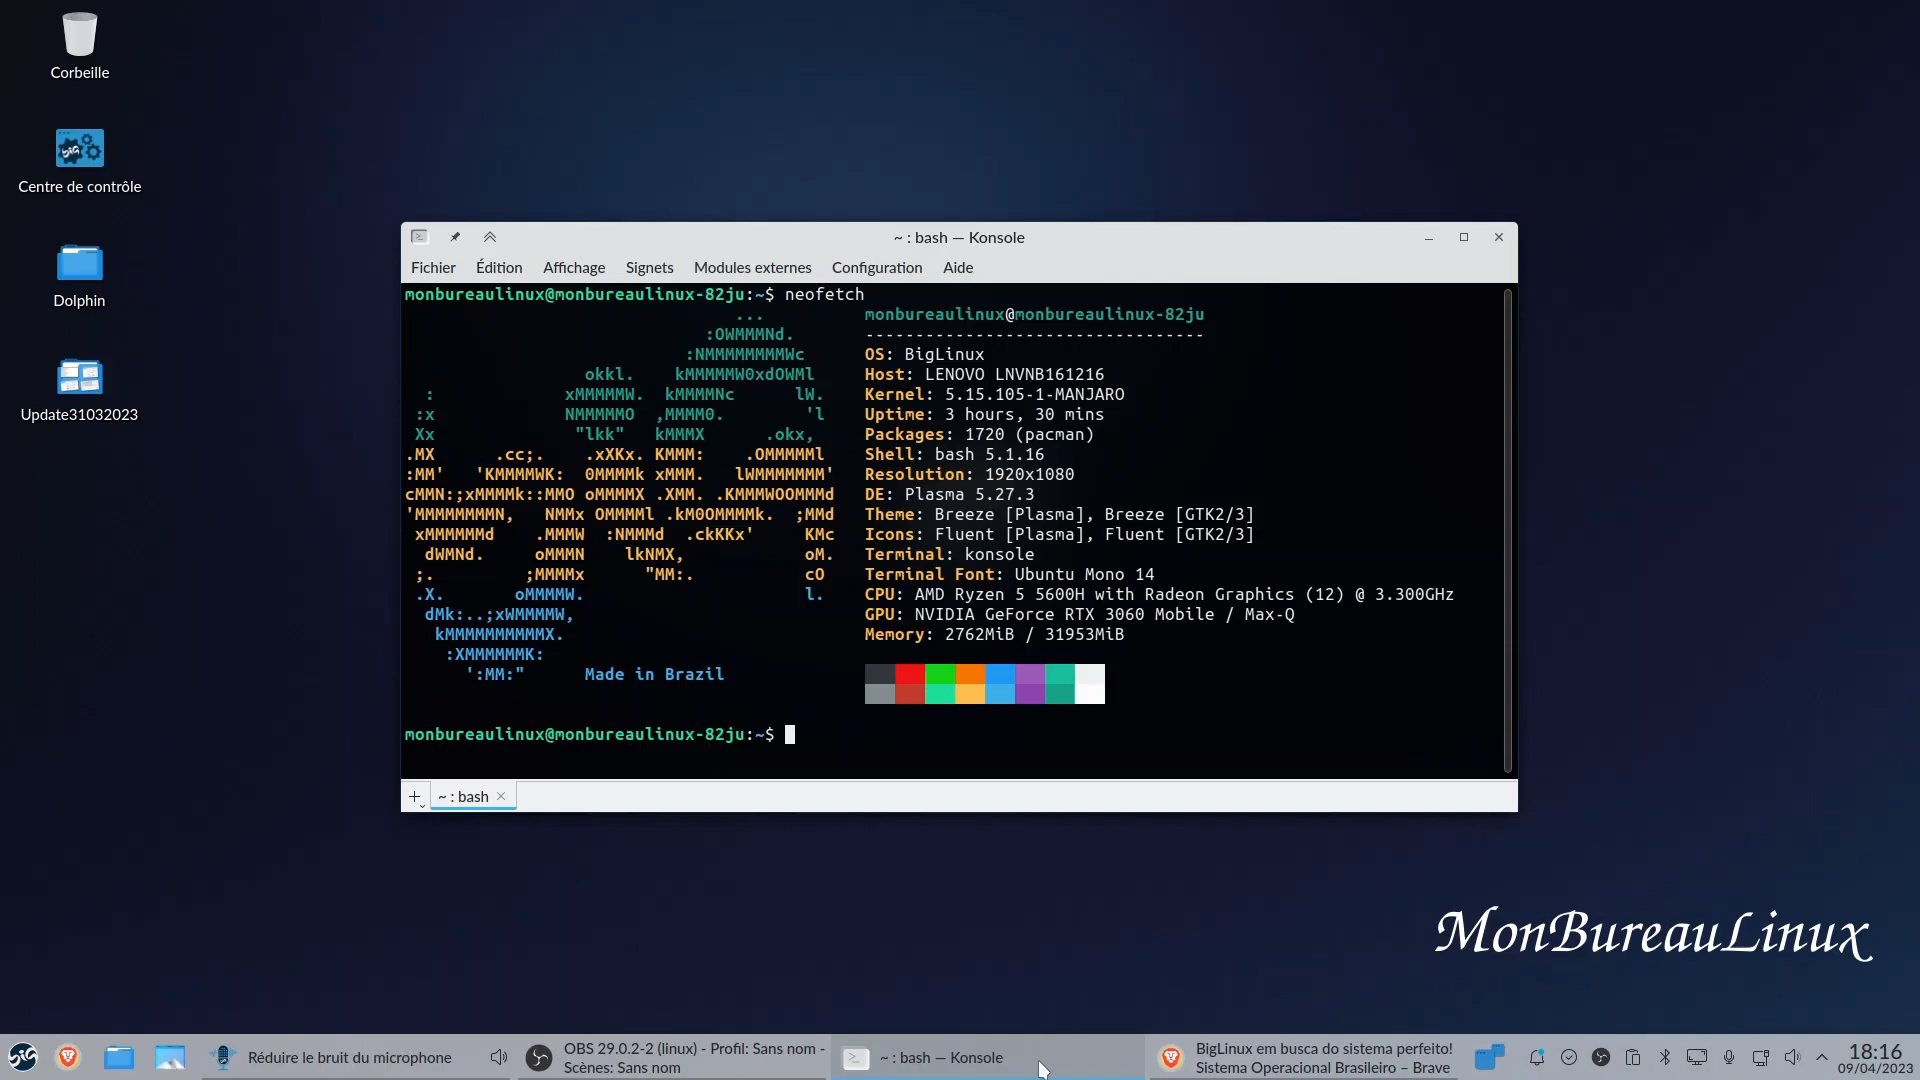 Corbeille
Centre de contrôle
Dolphin
Update31032023
~ : bash — Konsole
Fichier Édition Affichage Signets Modules externes Configuration Aide
monbureaulinux@monbureaulinux-82ju:~$ neofetch
monbureaulinux@monbureaulinux-82ju
----------------------------------
OS: BigLinux
Host: LENOVO LNVNB161216
Kernel: 5.15.105-1-MANJARO
Uptime: 3 hours, 30 mins
Packages: 1720 (pacman)
Shell: bash 5.1.16
Resolution: 1920x1080
DE: Plasma 5.27.3
Theme: Breeze [Plasma], Breeze [GTK2/3]
Icons: Fluent [Plasma], Fluent [GTK2/3]
Terminal: konsole
Terminal Font: Ubuntu Mono 14
CPU: AMD Ryzen 5 5600H with Radeon Graphics (12) @ 3.300GHz
GPU: NVIDIA GeForce RTX 3060 Mobile / Max-Q
Memory: 2762MiB / 31953MiB
Made in Brazil
monbureaulinux@monbureaulinux-82ju:~$
~ : bash
MonBureauLinux
Réduire le bruit du microphone
OBS 29.0.2-2 (linux) - Profil: Sans nom -
Scènes: Sans nom
~ : bash — Konsole
BigLinux em busca do sistema perfeito!
Sistema Operacional Brasileiro – Brave
18:16
09/04/2023